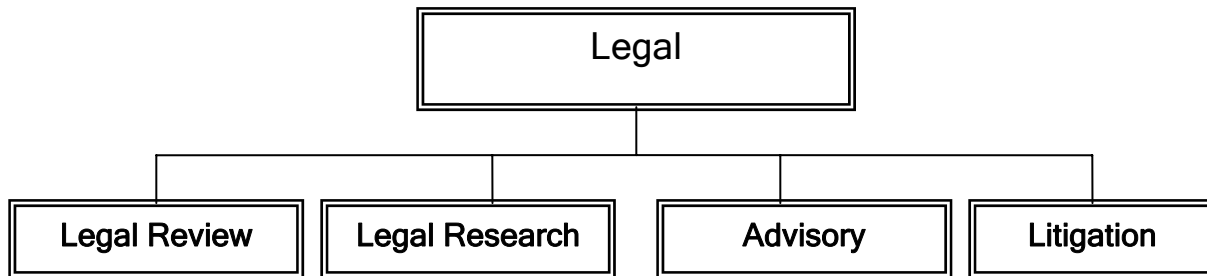 Legal
Legal Review
Legal Research
Advisory
Litigation